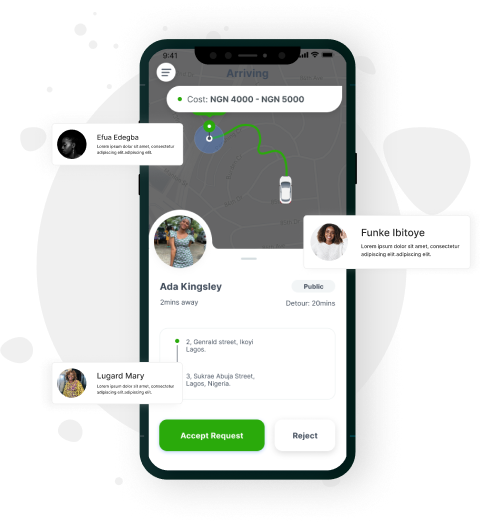 9:41
Arriving
Cost: NGN 4000 - NGN 5000
Efua Edegba
Lorem ipsum dolor sit amet, consectetur
adipiscing elit.adipiscing elit.
Funke Ibitoye
Lorem ipsum dolor sit amet, consectetur
adipiscing elit.adipiscing elit.
Ada Kingsley
Public
2mins away
Detour: 20mins
2, Genrald street, Ikoyi
Lagos.
Lugard Mary
Lorem ipsum dolor sit amet, consectetur
adipiscing elit.adipiscing elit.
3, Sukrae Abuja Street,
Lagos, Nigeria.
Accept Request
Reject